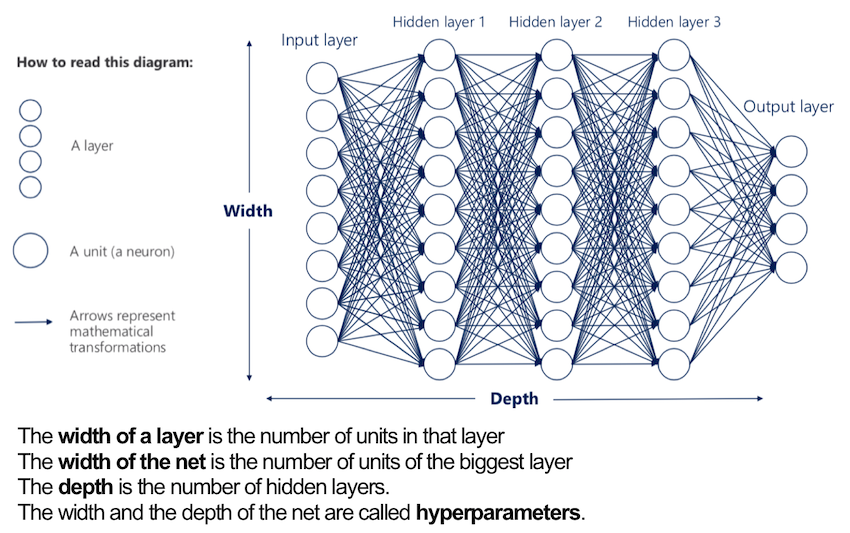 Hidden layer 1
Hidden layer 2
Hidden layer 3
Input layer
How to read this diagram:
Output layer
A layer
Width
A unit (a neuron)
Arrows represent
mathematical
transformations
Depth
The width of a layer is the number of units in that layer
The width of the net is the number of units of the biggest layer
The depth is the number of hidden layers.
The width and the depth of the net are called hyperparameters.